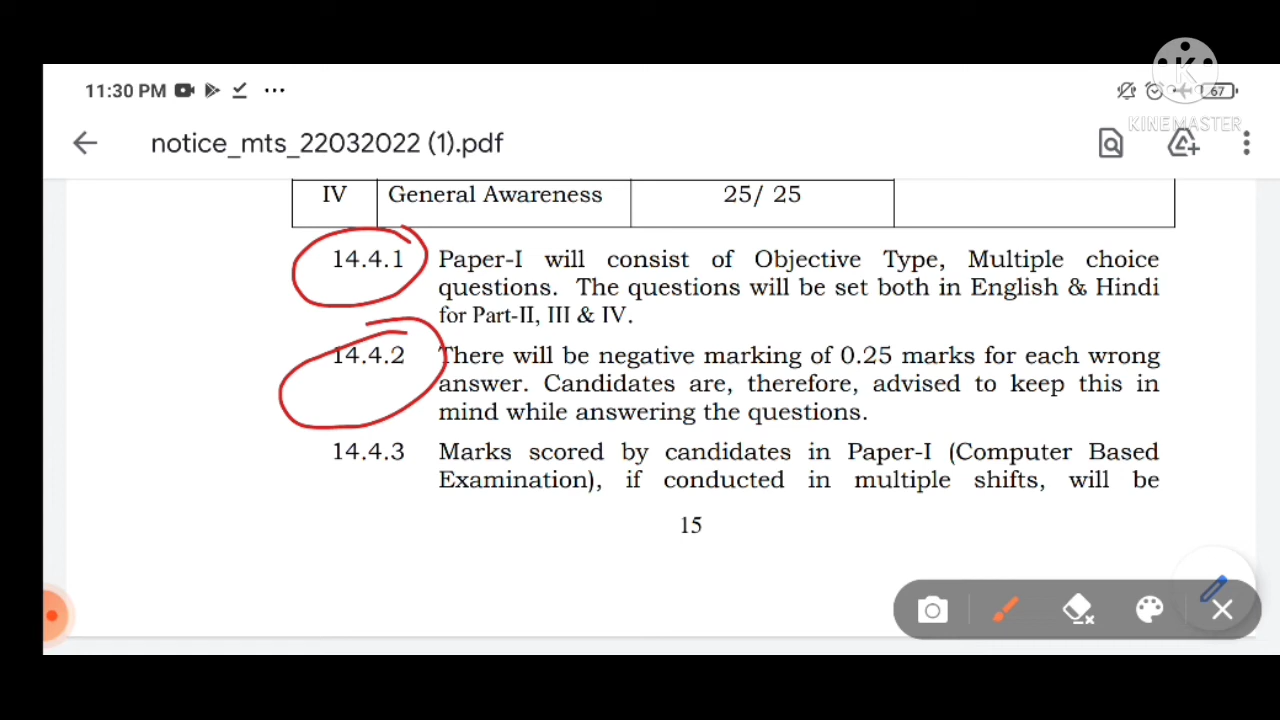 11:30 PM
67
KINEMASTER
notice_mts_22032022 (1).pdf
IV General Awareness 25/ 25
14.4.1 Paper-I will consist of Objective Type, Multiple choice
questions. The questions will be set both in English & Hindi
for Part-II, III & IV.
14.4.2 There will be negative marking of 0.25 marks for each wrong
answer. Candidates are, therefore, advised to keep this in
mind while answering the questions.
14.4.3 Marks scored by candidates in Paper-I (Computer Based
Examination), if conducted in multiple shifts, will be
15